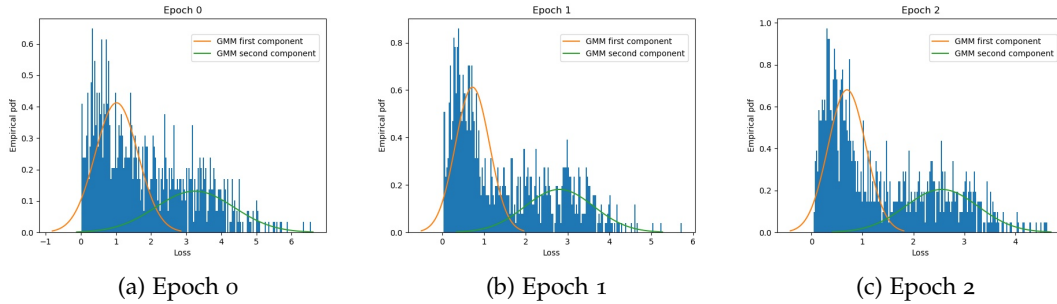 Epoch 0
Empirical pdf
0.6
0.5
0.4
0.3
0.2
0.1
0.0
GMM first component
GMM second component
−1 0 1 2 3 4 5 6
Loss
(a) Epoch 0
Epoch 1
Empirical pdf
0.8
0.6
0.4
0.2
0.0
GMM first component
GMM second component
0 1 2 3 4 5
Loss
(b) Epoch 1
Epoch 2
Empirical pdf
1.0
0.8
0.6
0.4
0.2
0.0
GMM first component
GMM second component
0 1 2 3 4
Loss
(c) Epoch 2